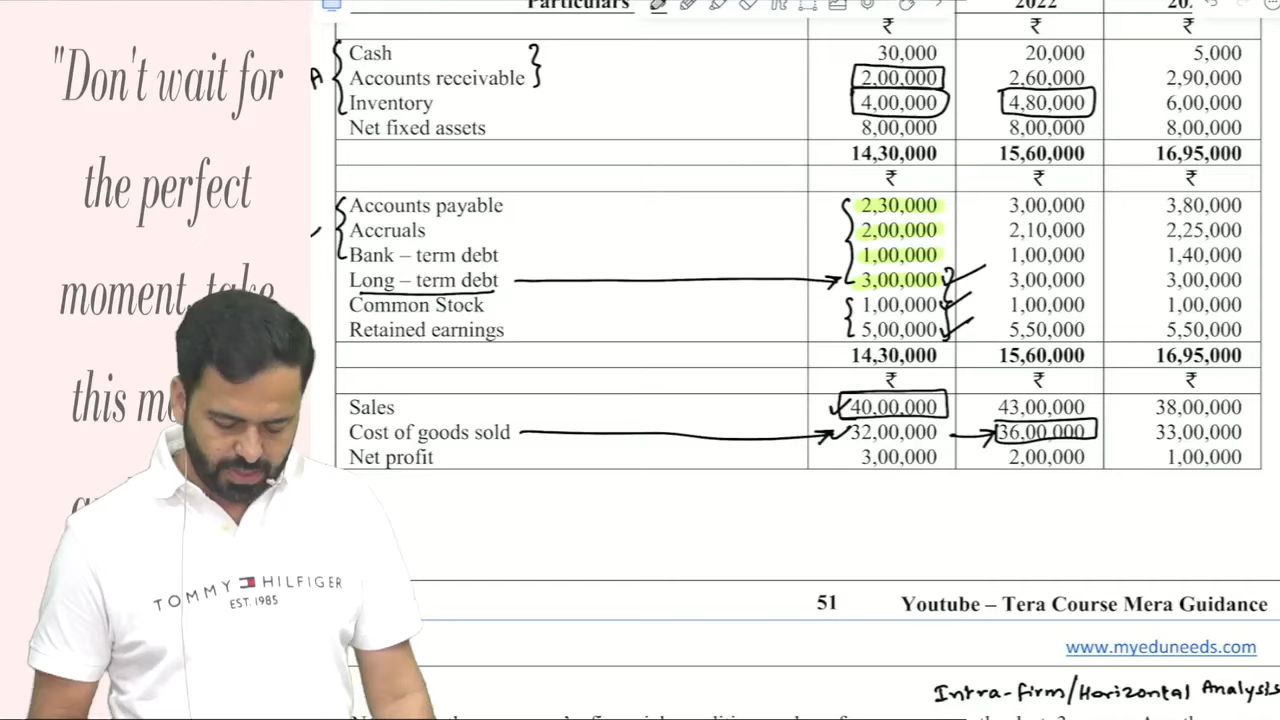 Particulars 2022
₹ ₹ ₹
"Don't wait for
the perfect
moment, take
this
A
Cash 30,000 20,000 5,000
Accounts receivable 2,00,000 2,60,000 2,90,000
Inventory 4,00,000 4,80,000 6,00,000
Net fixed assets 8,00,000 8,00,000 8,00,000
14,30,000 15,60,000 16,95,000
₹ ₹ ₹
Accounts payable 2,30,000 3,00,000 3,80,000
Accruals 2,00,000 2,10,000 2,25,000
Bank – term debt 1,00,000 1,00,000 1,40,000
Long – term debt 3,00,000 3,00,000 3,00,000
Common Stock 1,00,000 1,00,000 1,00,000
Retained earnings 5,00,000 5,50,000 5,50,000
14,30,000 15,60,000 16,95,000
₹ ₹ ₹
Sales 40,00,000 43,00,000 38,00,000
Cost of goods sold 32,00,000 36,00,000 33,00,000
Net profit 3,00,000 2,00,000 1,00,000
TOMMY HILFIGER
EST. 1985
51 Youtube – Tera Course Mera Guidance
www.myeduneeds.com
Intra-firm/Horizontal Analysis